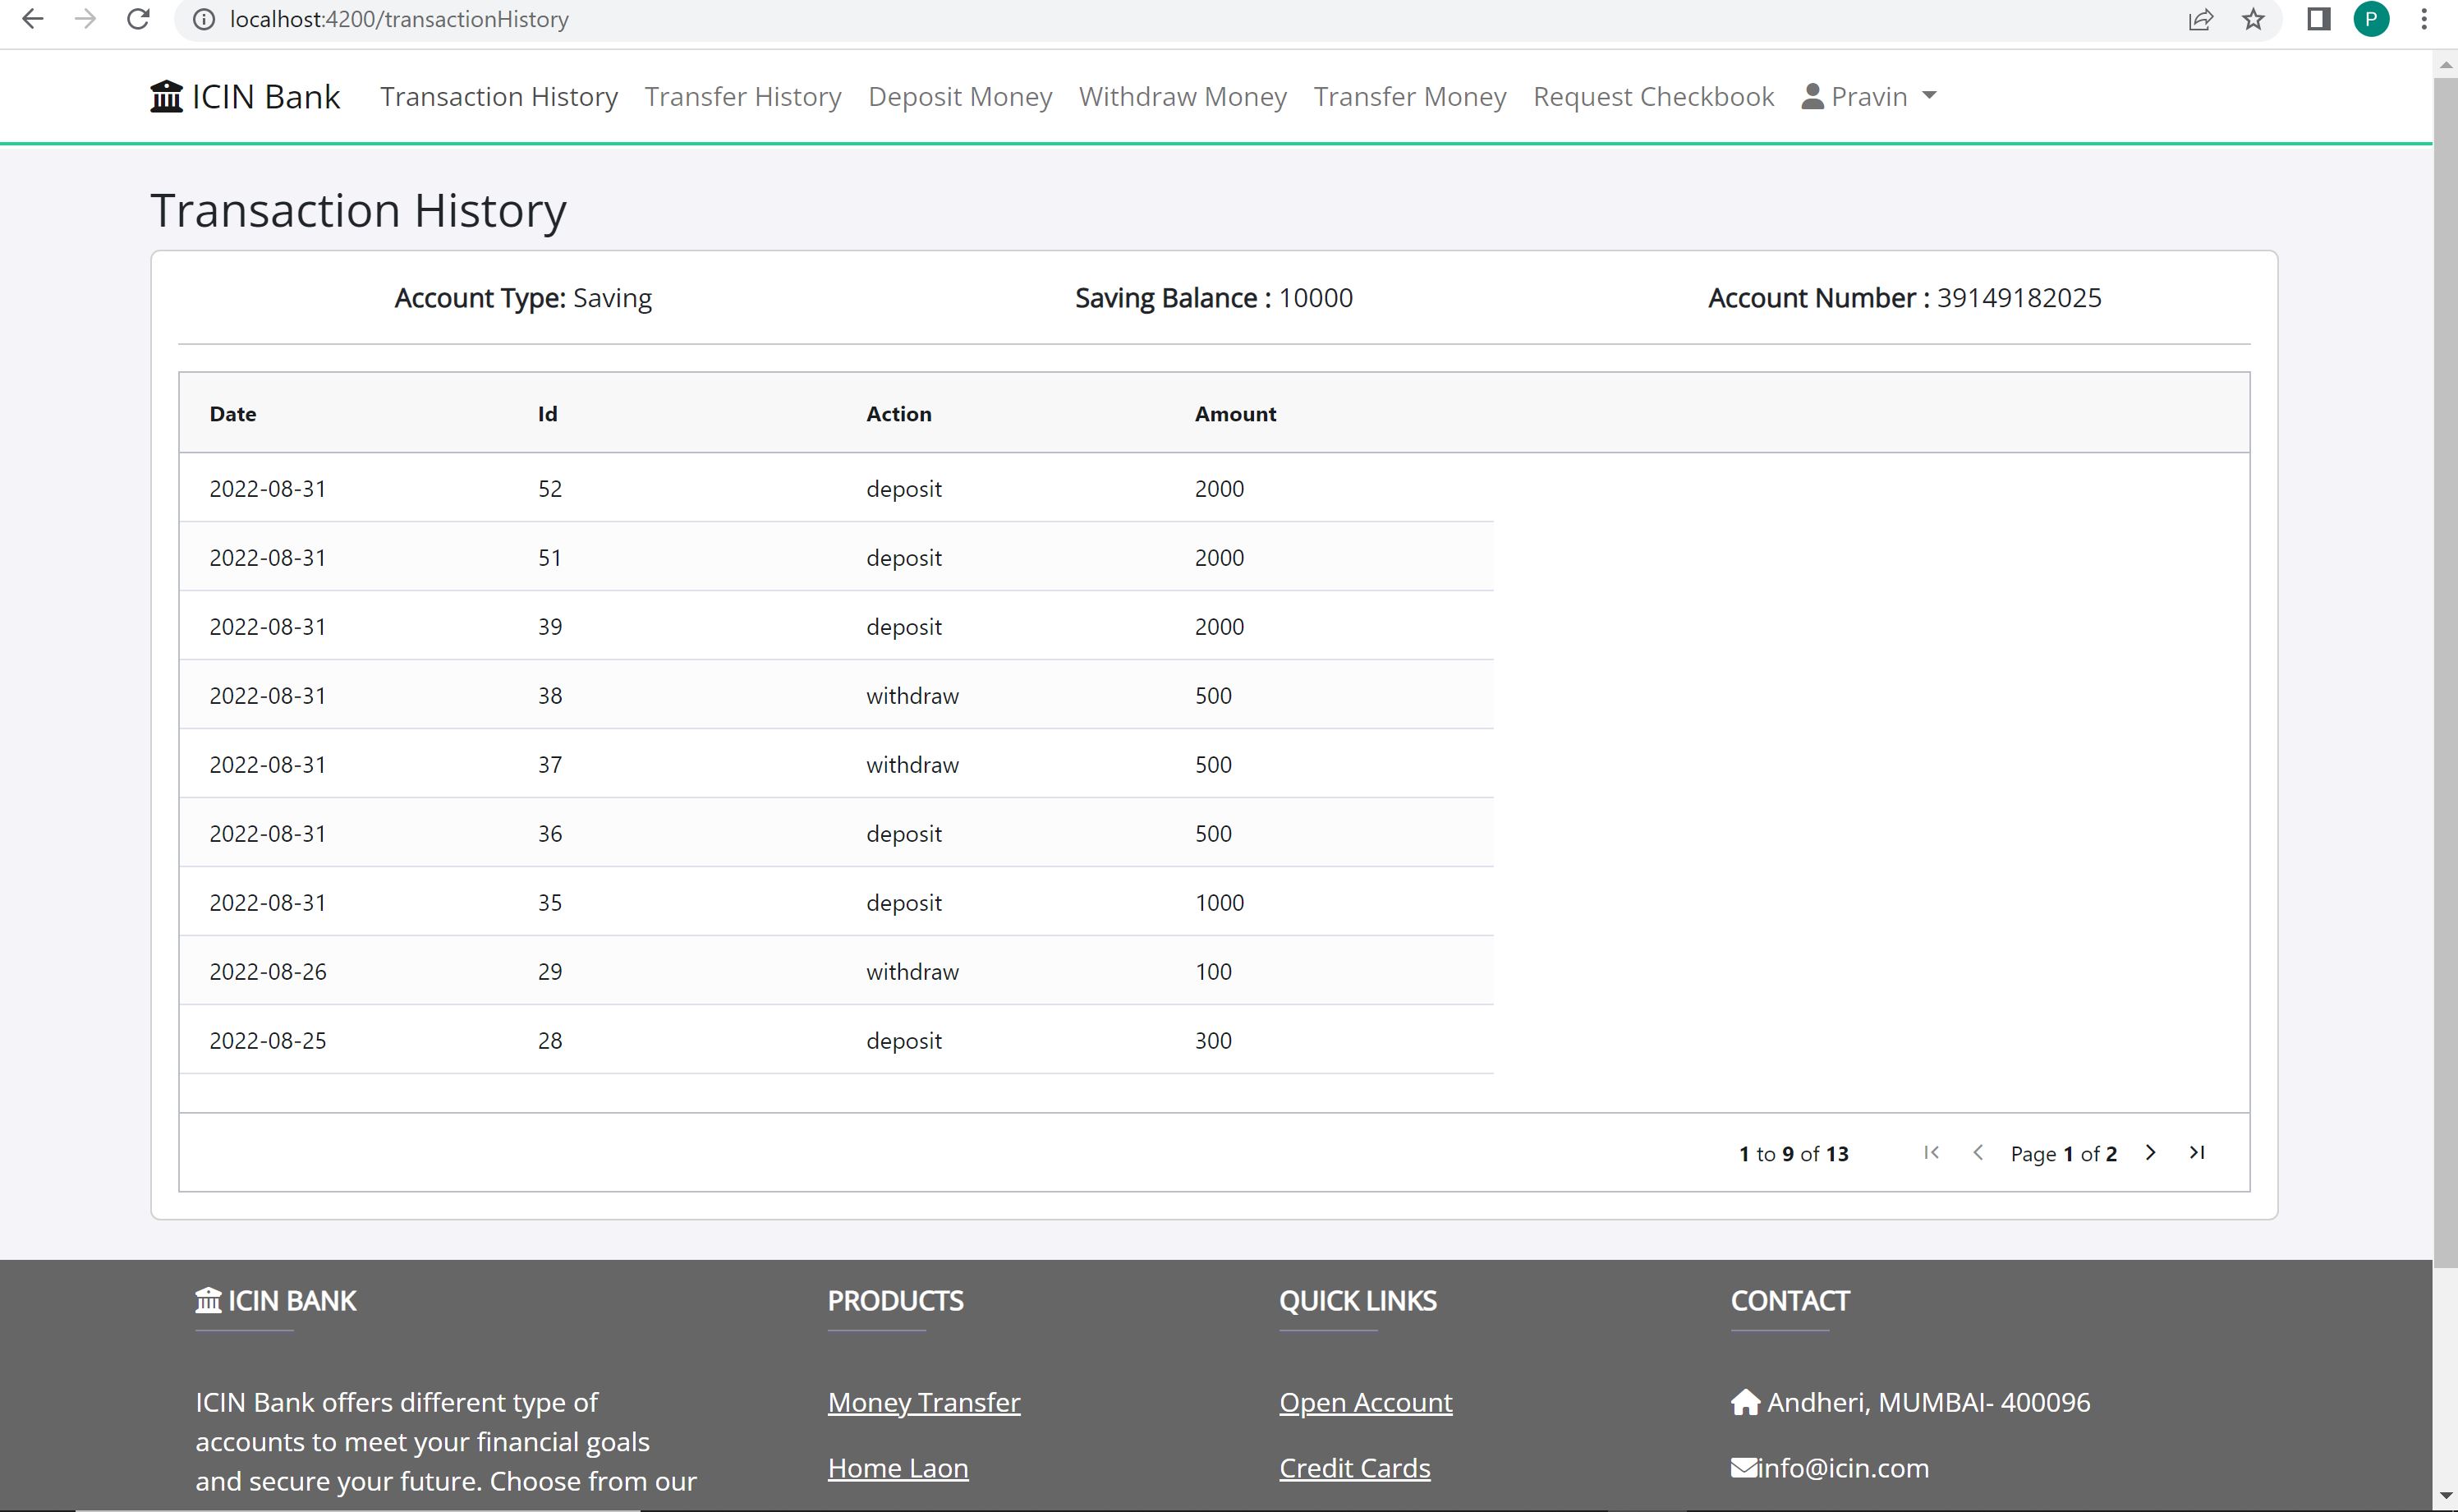 localhost:4200/transactionHistory
P
ICIN Bank Transaction History Transfer History Deposit Money Withdraw Money Transfer Money Request Checkbook Pravin
Transaction History
Account Type: Saving Saving Balance : 10000 Account Number : 39149182025
Date Id Action Amount
2022-08-31 52 deposit 2000
2022-08-31 51 deposit 2000
2022-08-31 39 deposit 2000
2022-08-31 38 withdraw 500
2022-08-31 37 withdraw 500
2022-08-31 36 deposit 500
2022-08-31 35 deposit 1000
2022-08-26 29 withdraw 100
2022-08-25 28 deposit 300
1 to 9 of 13 Page 1 of 2
ICIN BANK
ICIN Bank offers different type of
accounts to meet your financial goals
and secure your future. Choose from our
PRODUCTS
Money Transfer
Home Laon
QUICK LINKS
Open Account
Credit Cards
CONTACT
Andheri, MUMBAI- 400096
info@icin.com